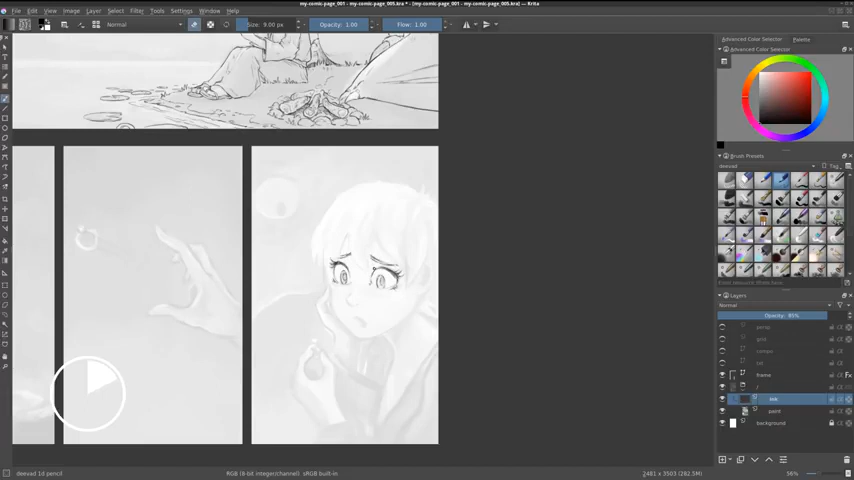 my-comic-page_001 - my-comic-page_005.kra * - [my-comic-page_001 - my-comic-page_005.kra] — Krita
File Edit View Image Layer Select Filter Tools Settings Window Help
Normal Size: 9.00 px Opacity: 1.00 Flow: 1.00
Advanced Color Selector Palette
Advanced Color Selector
Brush Presets
deevad Tag
Layers
Normal
Opacity: 85%
persp
grid
frame
ink
paint
background
deevad 1d pencil RGB (8-bit integer/channel) sRGB built-in 2481 x 3503 (282.5M) 56%